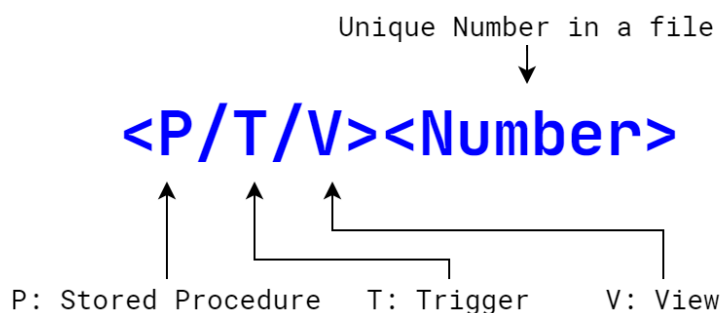 Unique Number in a file
<P/T/V><Number>
P: Stored Procedure T: Trigger V: View